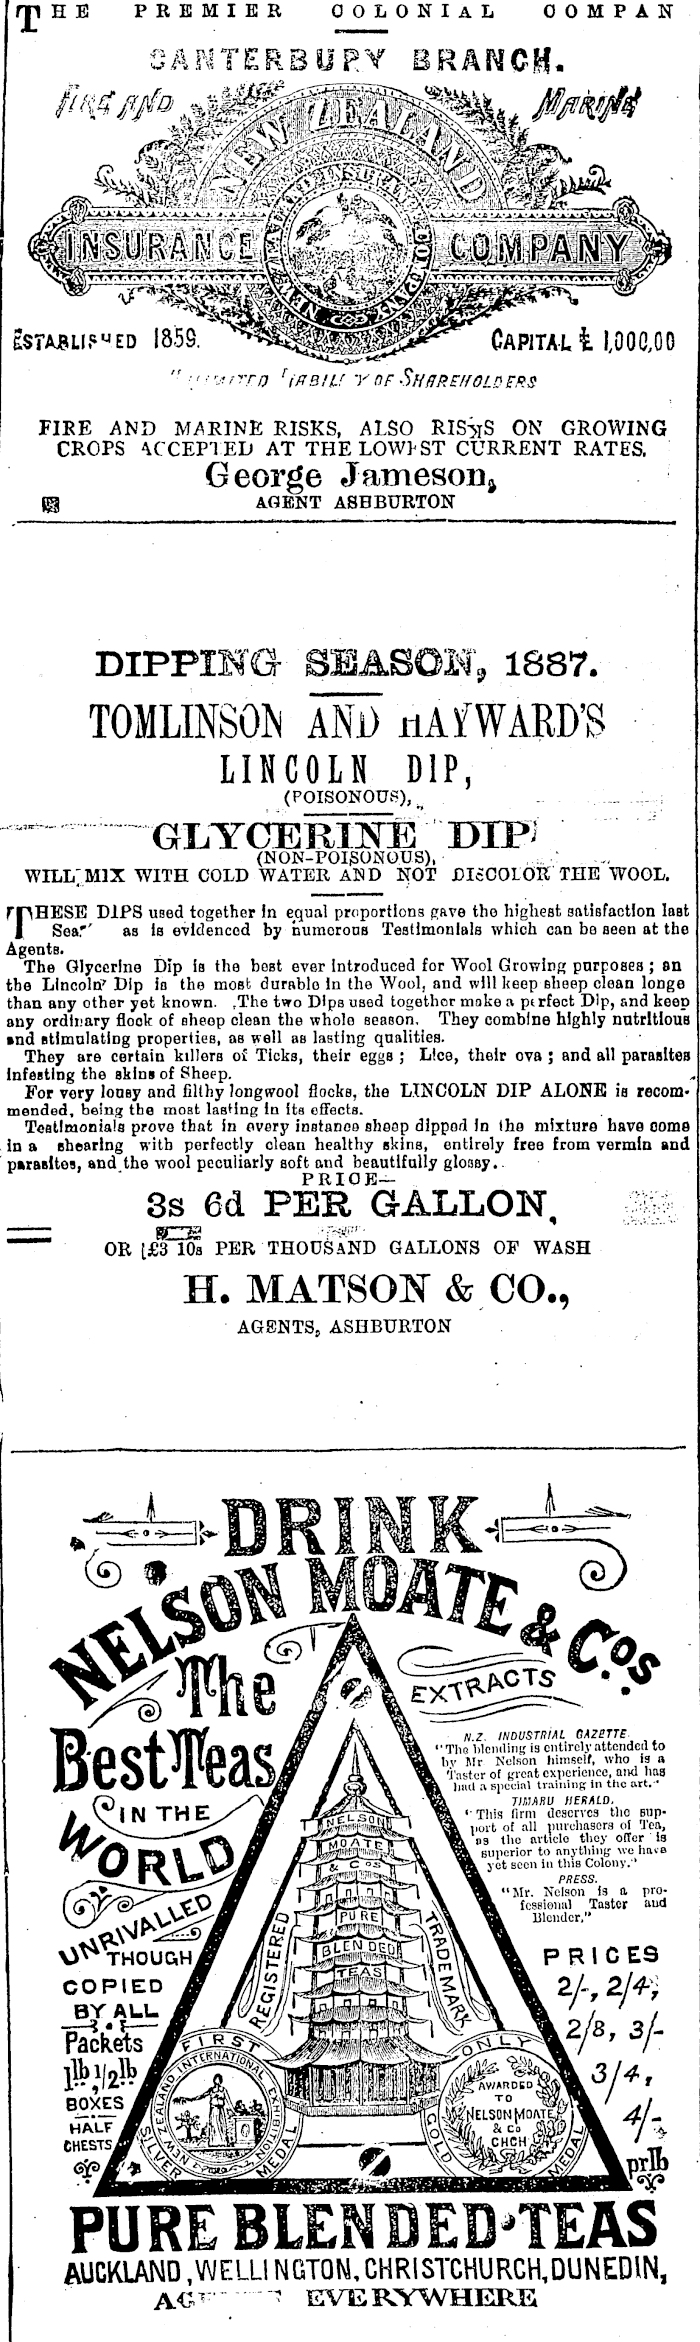 THE PREMIER COLONIAL COMPAN
CANTERBURY BRANCH.
FIRE AND MARINE
NEW ZEALAND
NEW ZEALAND INSURANCE COMPANY
INSURANCE COMPANY
ESTABLISHED 1859. CAPITAL £1,000,00
UNLIMITED LIABILITY OF SHAREHOLDERS
FIRE AND MARINE RISKS, ALSO RISKS ON GROWING
CROPS ACCEPTED AT THE LOWEST CURRENT RATES.
George Jameson,
AGENT ASHBURTON
DIPPING SEASON, 1887.
TOMLINSON AND HAYWARD'S
LINCOLN DIP,
(POISONOUS),
GLYCERINE DIP
(NON-POISONOUS),
WILL MIX WITH COLD WATER AND NOT DISCOLOR THE WOOL.
THESE DIPS used together in equal proportions gave the highest satisfaction last
as is evidenced by numerous Testimonials which can be seen at the
Agents.
The Glycerine Dip is the best ever introduced for Wool Growing purposes; an
the Lincoln Dip is the most durable in the Wool, and will keep sheep clean longe
than any other yet known. The two Dips used together make a perfect Dip, and keep
any ordinary flock of sheep clean the whole season. They combine highly nutritious
and stimulating properties, as well as lasting qualities.
They are certain killers of Ticks, their eggs; Lice, their ova; and all parasites
infesting the skins of Sheep.
For very lousy and filthy longwool flocks, the LINCOLN DIP ALONE is recom-
mended, being the most lasting in its effects.
Testimonials prove that in every instance sheep dipped in the mixture have come
in a shearing with perfectly clean healthy skins, entirely free from vermin and
parasites, and the wool peculiarly soft and beautifully glossy.
PRICE—
3s 6d PER GALLON,
OR £3 10s PER THOUSAND GALLONS OF WASH
H. MATSON & CO.,
AGENTS, ASHBURTON
DRINK
NELSON MOATE & Cos.
The
Best Teas
IN THE
WORLD
UNRIVALLED
THOUGH
COPIED
BY ALL
Packets
1lb, 1/2lb
BOXES
HALF
CHESTS
EXTRACTS
N.Z. INDUSTRIAL GAZETTE
"The blending is entirely attended to
by Mr Nelson himself, who is a
Taster of great experience, and has
had a special training in the art."
TIMARU HERALD.
"This firm deserves the sup-
port of all purchasers of Tea,
as the article they offer is
superior to anything we have
yet seen in this Colony."
PRESS.
"Mr. Nelson is a pro-
fessional Taster and
Blender."
PRICES
2/-, 2/4,
2/8, 3/-
3/4,
4/-
pr lb
NELSON
MOATE
& Cos
PURE
BLENDED
TEAS
REGISTERED TRADEMARK
FIRST
SILVER MEDAL
NEW ZEALAND INTERNATIONAL EXHIBITION
ONLY
GOLD MEDAL
AWARDED
TO
NELSON MOATE
& Co
CHCH
PURE BLENDED TEAS
AUCKLAND, WELLINGTON, CHRISTCHURCH, DUNEDIN,
EVERYWHERE